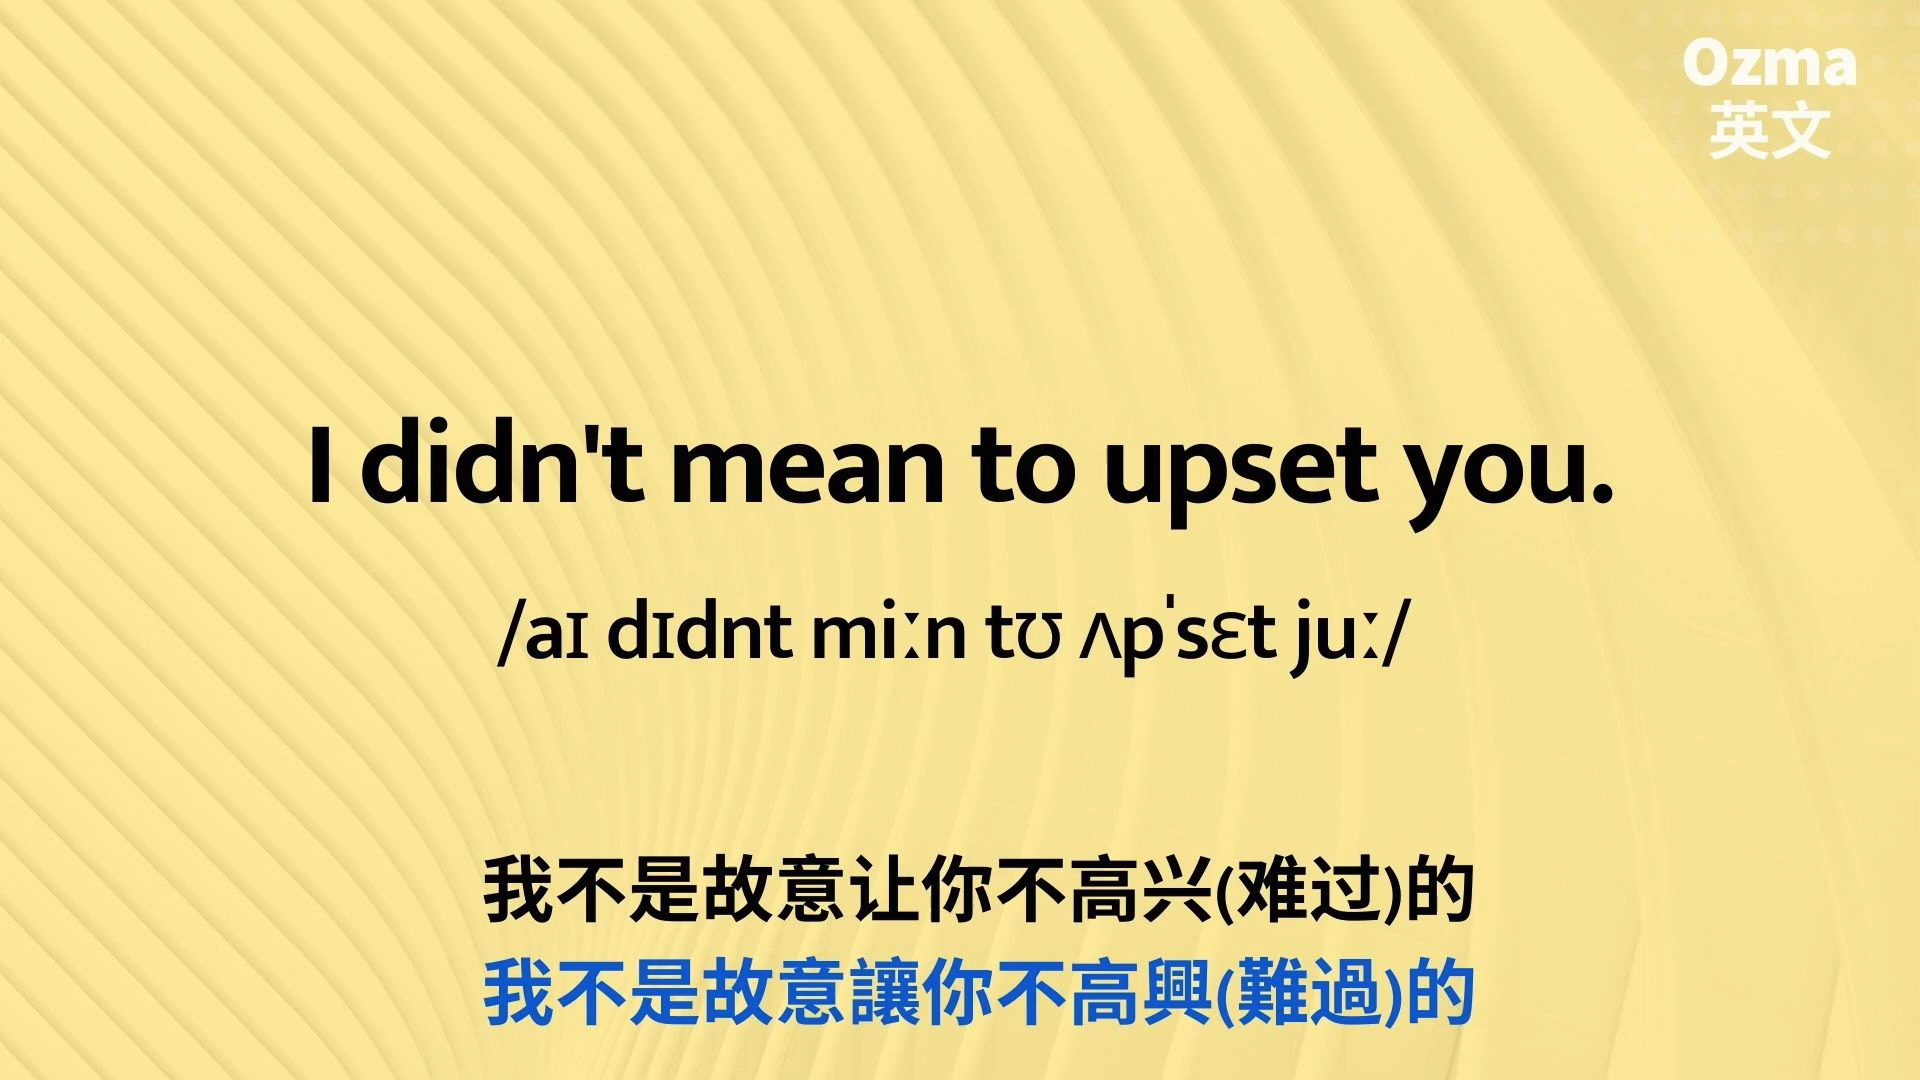 Ozma
英文
I didn't mean to upset you.
/aɪ dɪdnt miːn tʊ ʌpˈsɛt juː/
我不是故意让你不高兴(难过)的
我不是故意讓你不高興(難過)的